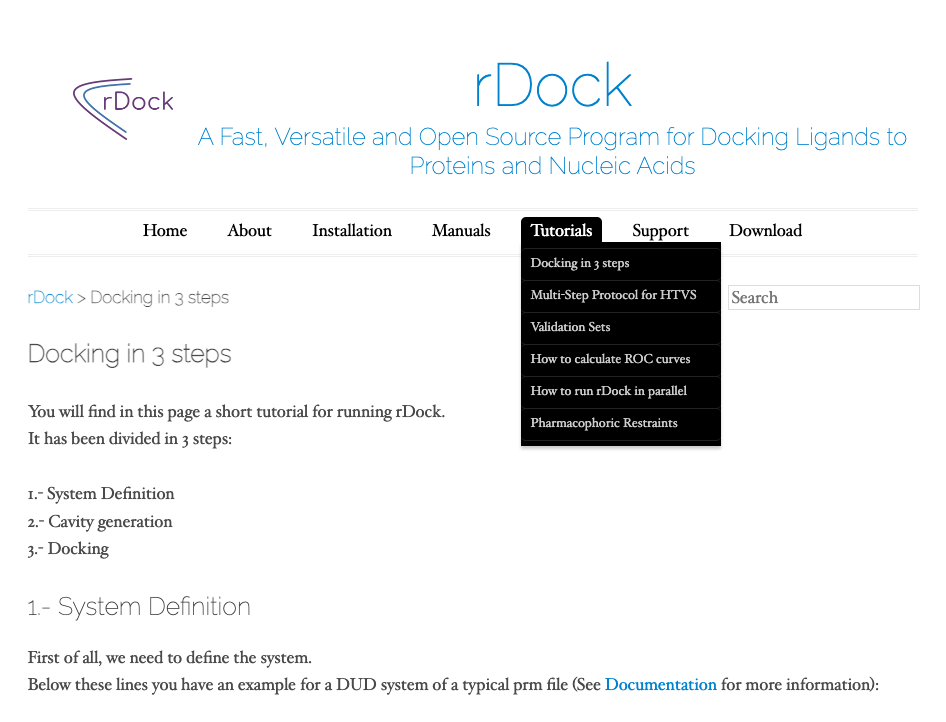 rDock
rDock
A Fast, Versatile and Open Source Program for Docking Ligands to
Proteins and Nucleic Acids
Home About Installation Manuals Tutorials Support Download
Docking in 3 steps
Multi-Step Protocol for HTVS
Validation Sets
How to calculate ROC curves
How to run rDock in parallel
Pharmacophoric Restraints
rDock > Docking in 3 steps
Search
Docking in 3 steps
You will find in this page a short tutorial for running rDock.
It has been divided in 3 steps:
1.- System Definition
2.- Cavity generation
3.- Docking
1.- System Definition
First of all, we need to define the system.
Below these lines you have an example for a DUD system of a typical prm file (See Documentation for more information):